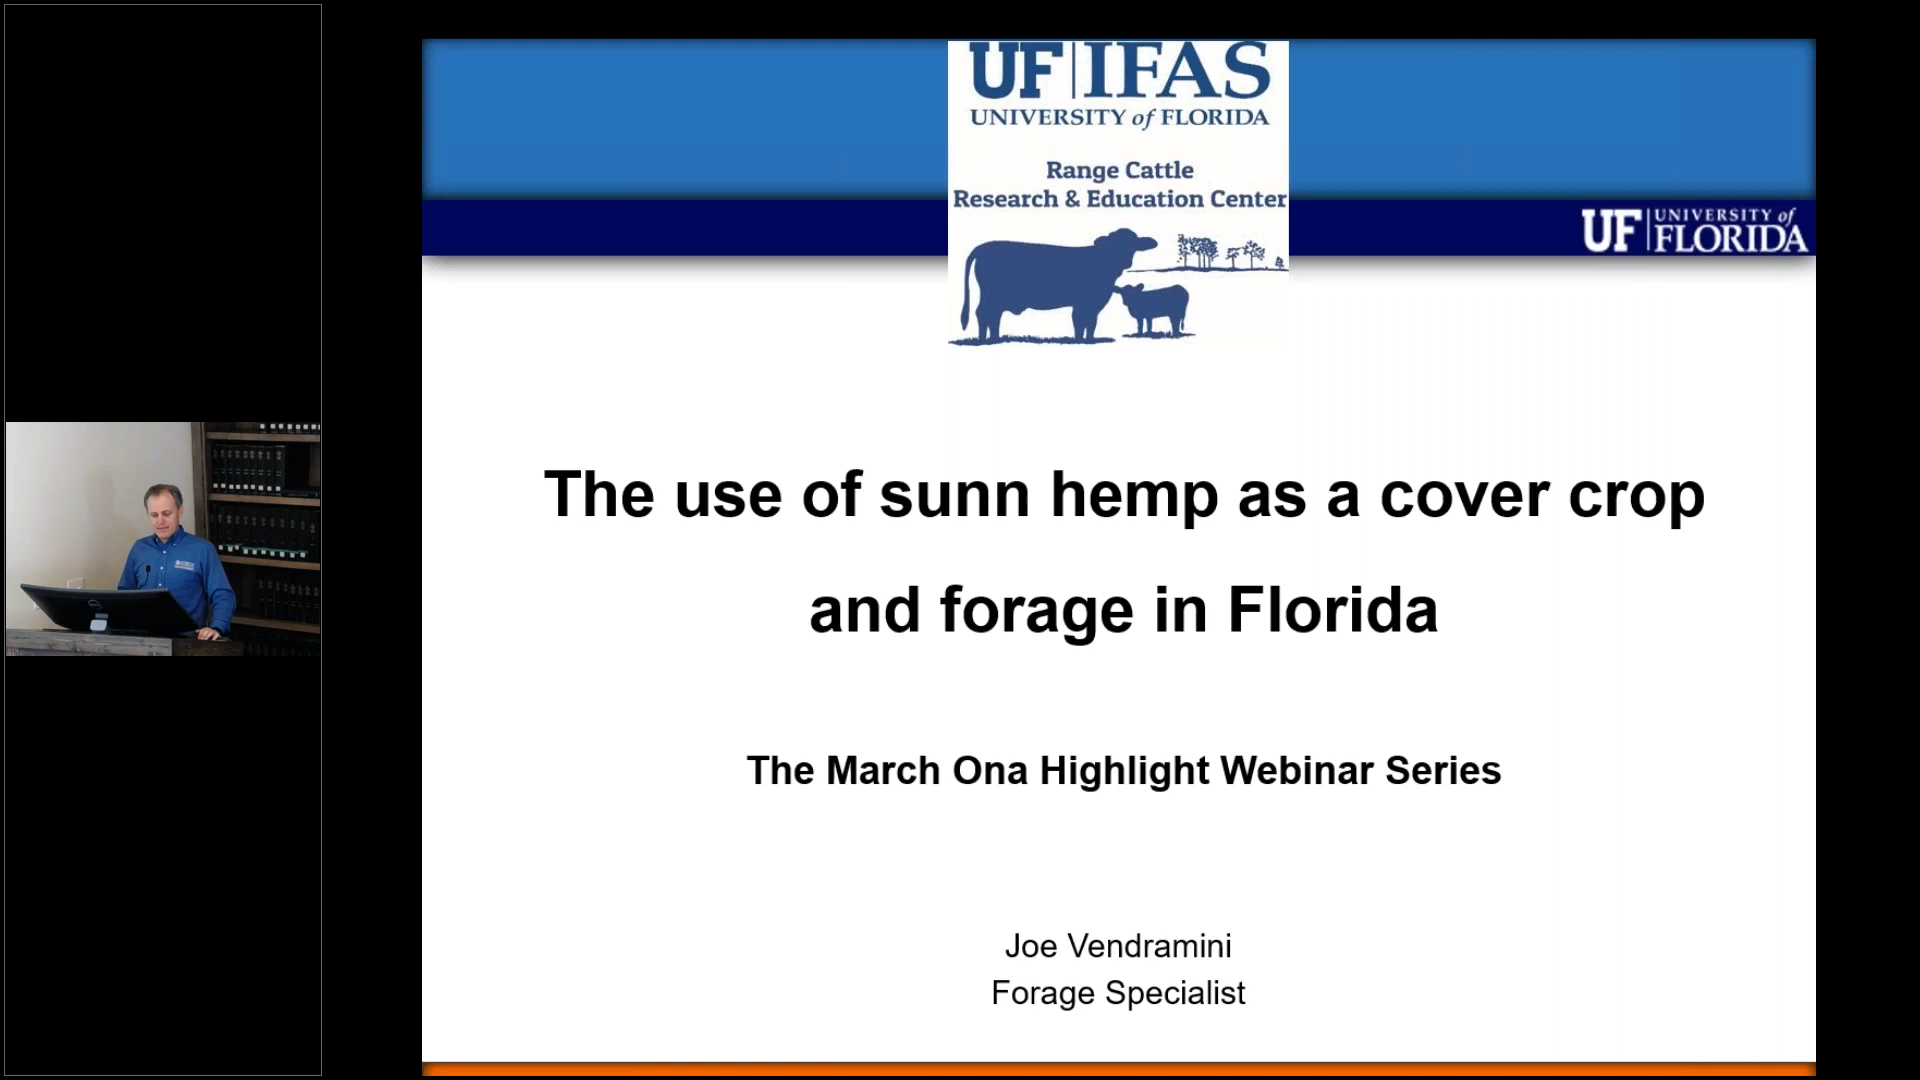 UF|IFAS
UNIVERSITY of FLORIDA
Range Cattle
Research & Education Center
UF | UNIVERSITY of
FLORIDA
The use of sunn hemp as a cover crop
and forage in Florida
The March Ona Highlight Webinar Series
Joe Vendramini
Forage Specialist